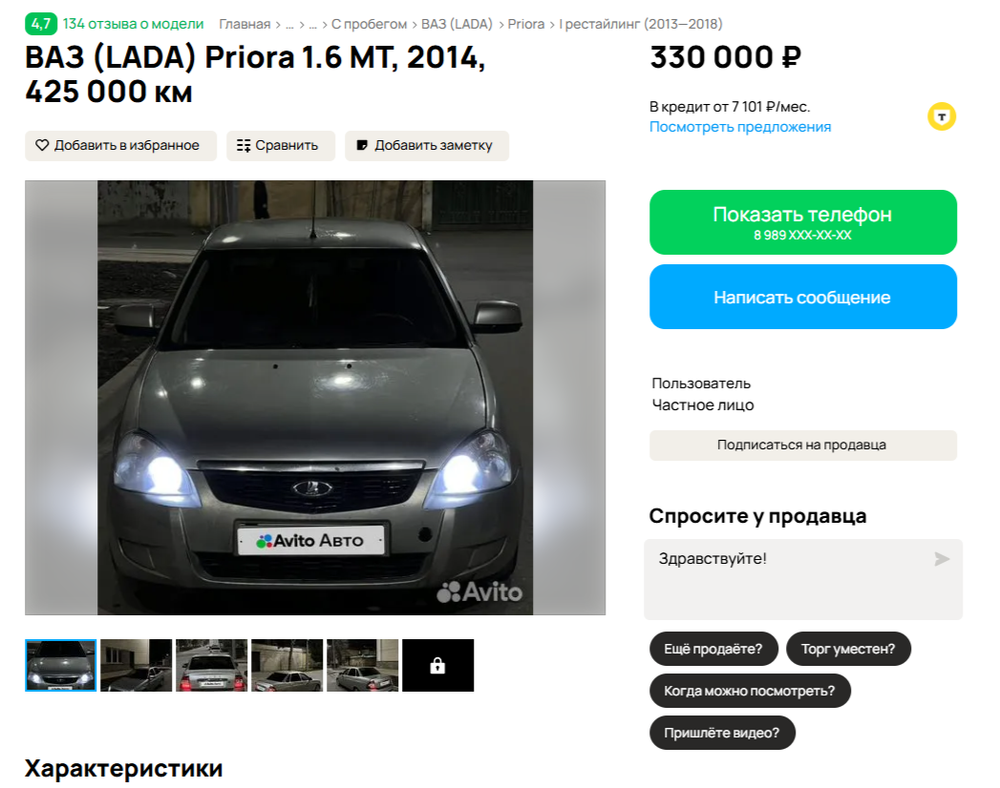 4,7 134 отзыва о модели Главная > ... > ... > С пробегом > ВАЗ (LADA) > Priora > I рестайлинг (2013—2018)
ВАЗ (LADA) Priora 1.6 MT, 2014,
425 000 км
330 000 ₽
В кредит от 7 101 ₽/мес.
Посмотреть предложения
Т
Добавить в избранное
Сравнить
Добавить заметку
Avito Авто
Avito
Показать телефон
8 989 XXX-XX-XX
Написать сообщение
Пользователь
Частное лицо
Подписаться на продавца
Спросите у продавца
Здравствуйте!
Ещё продаёте?
Торг уместен?
Когда можно посмотреть?
Пришлёте видео?
Характеристики